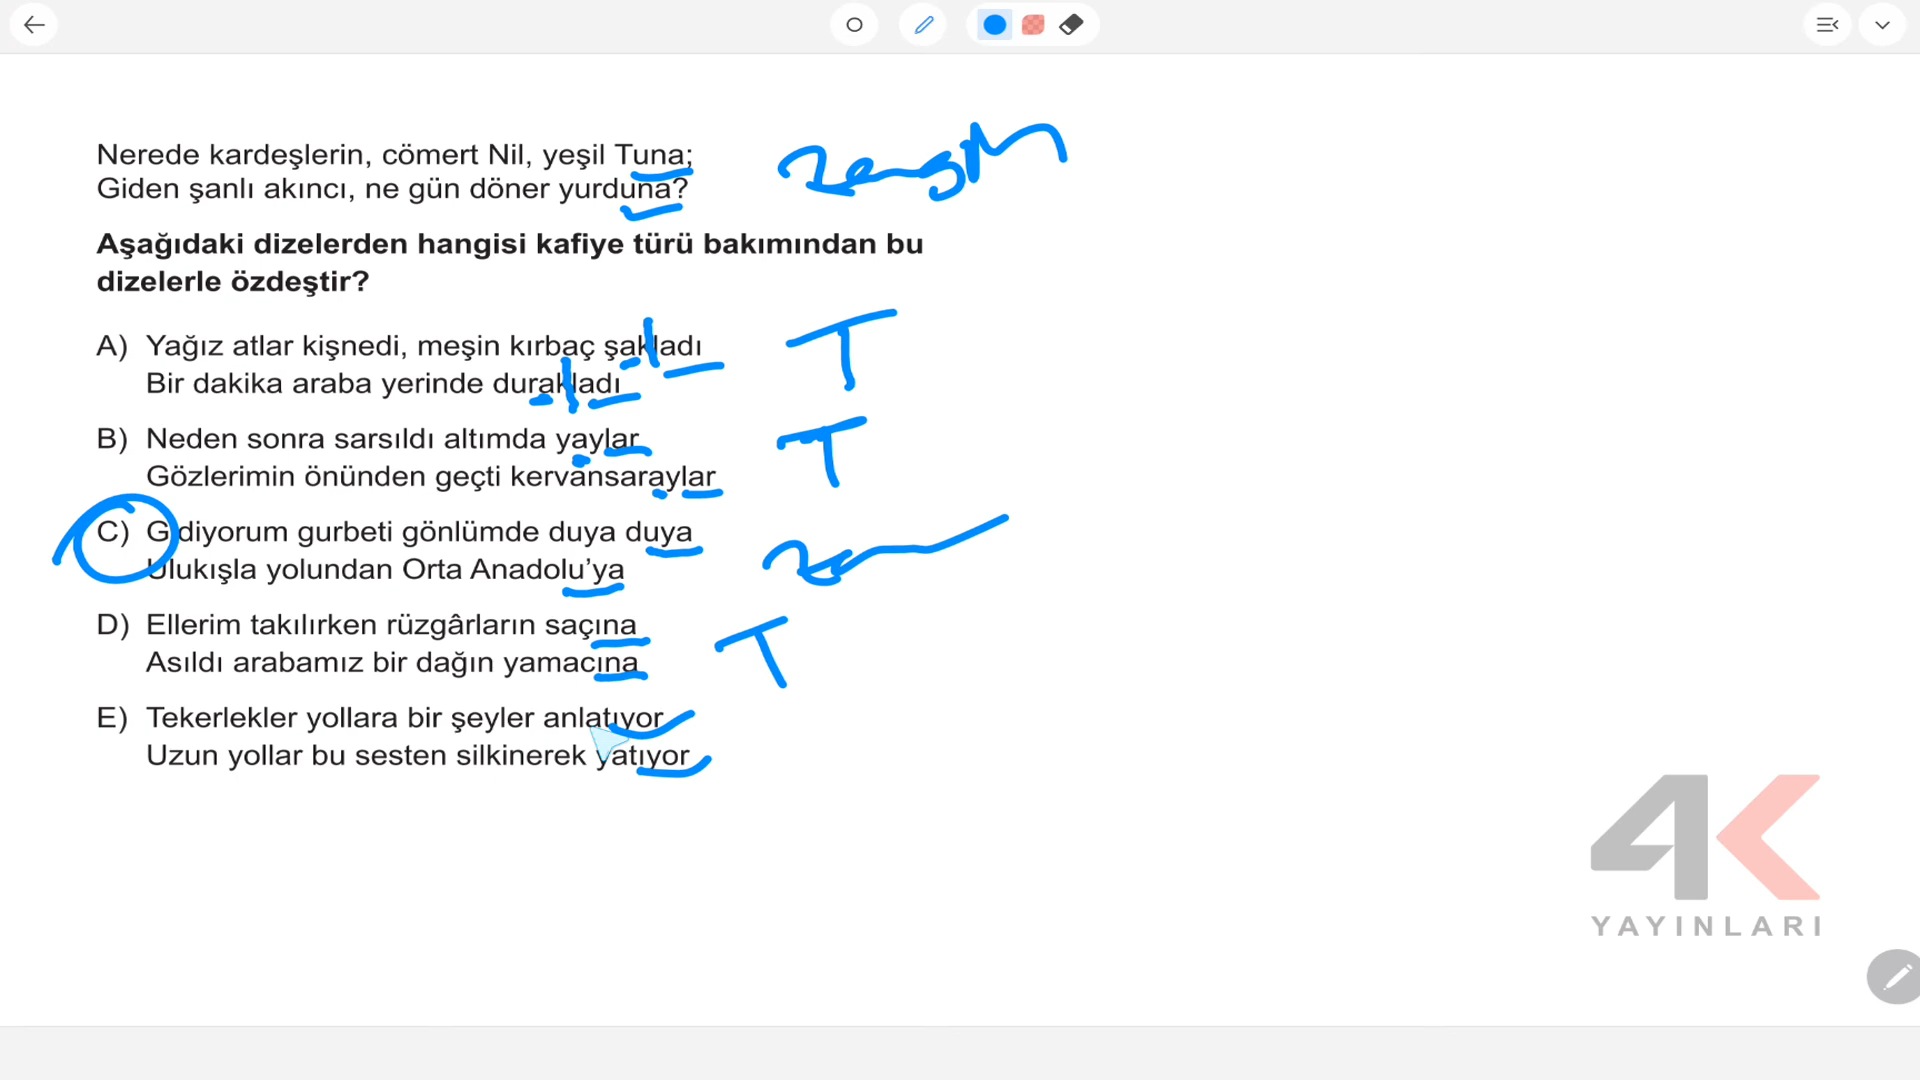 Nerede kardeşlerin, cömert Nil, yeşil Tuna; zengin
Giden şanlı akıncı, ne gün döner yurduna?
Aşağıdaki dizelerden hangisi kafiye türü bakımından bu
dizelerle özdeştir?
A) Yağız atlar kişnedi, meşin kırbaç şakladı T
Bir dakika araba yerinde durakladı
B) Neden sonra sarsıldı altımda yaylar T
Gözlerimin önünden geçti kervansaraylar
C) Gidiyorum gurbeti gönlümde duya duya
Ulukışla yolundan Orta Anadolu’ya
D) Ellerim takılırken rüzgârların saçına T
Asıldı arabamız bir dağın yamacına
E) Tekerlekler yollara bir şeyler anlatıyor
Uzun yollar bu sesten silkinerek yatıyor
4K
YAYINLARI